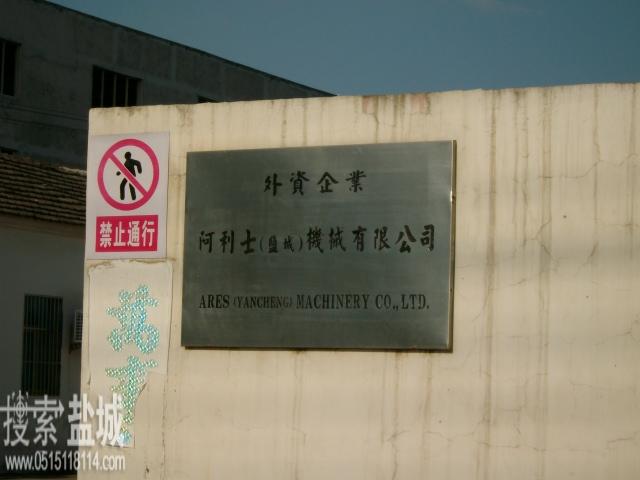 外資企業
阿利士(盐城)機械有限公司
ARES (YANCHENG) MACHINERY CO., LTD.
禁止通行
搜索盐城
www.0515118114.com